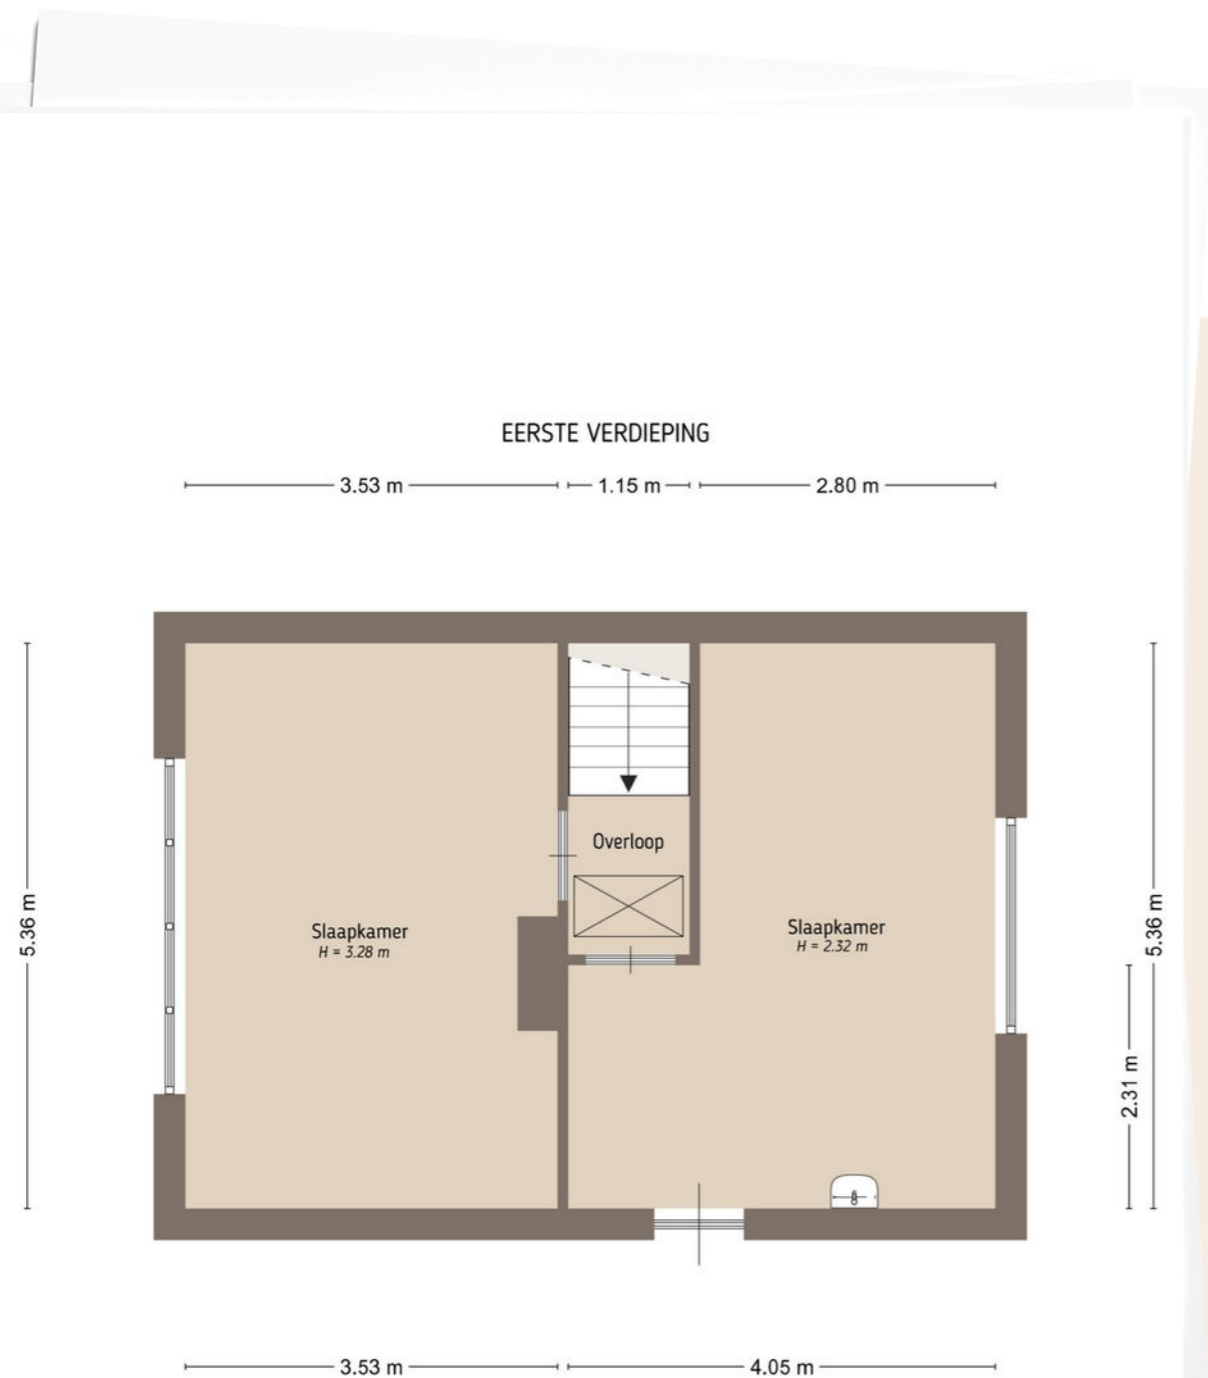 EERSTE VERDIEPING
3.53 m
1.15 m
2.80 m
5.36 m
Overloop
Slaapkamer
H = 3.28 m
Slaapkamer
H = 2.32 m
5.36 m
2.31 m
3.53 m
4.05 m